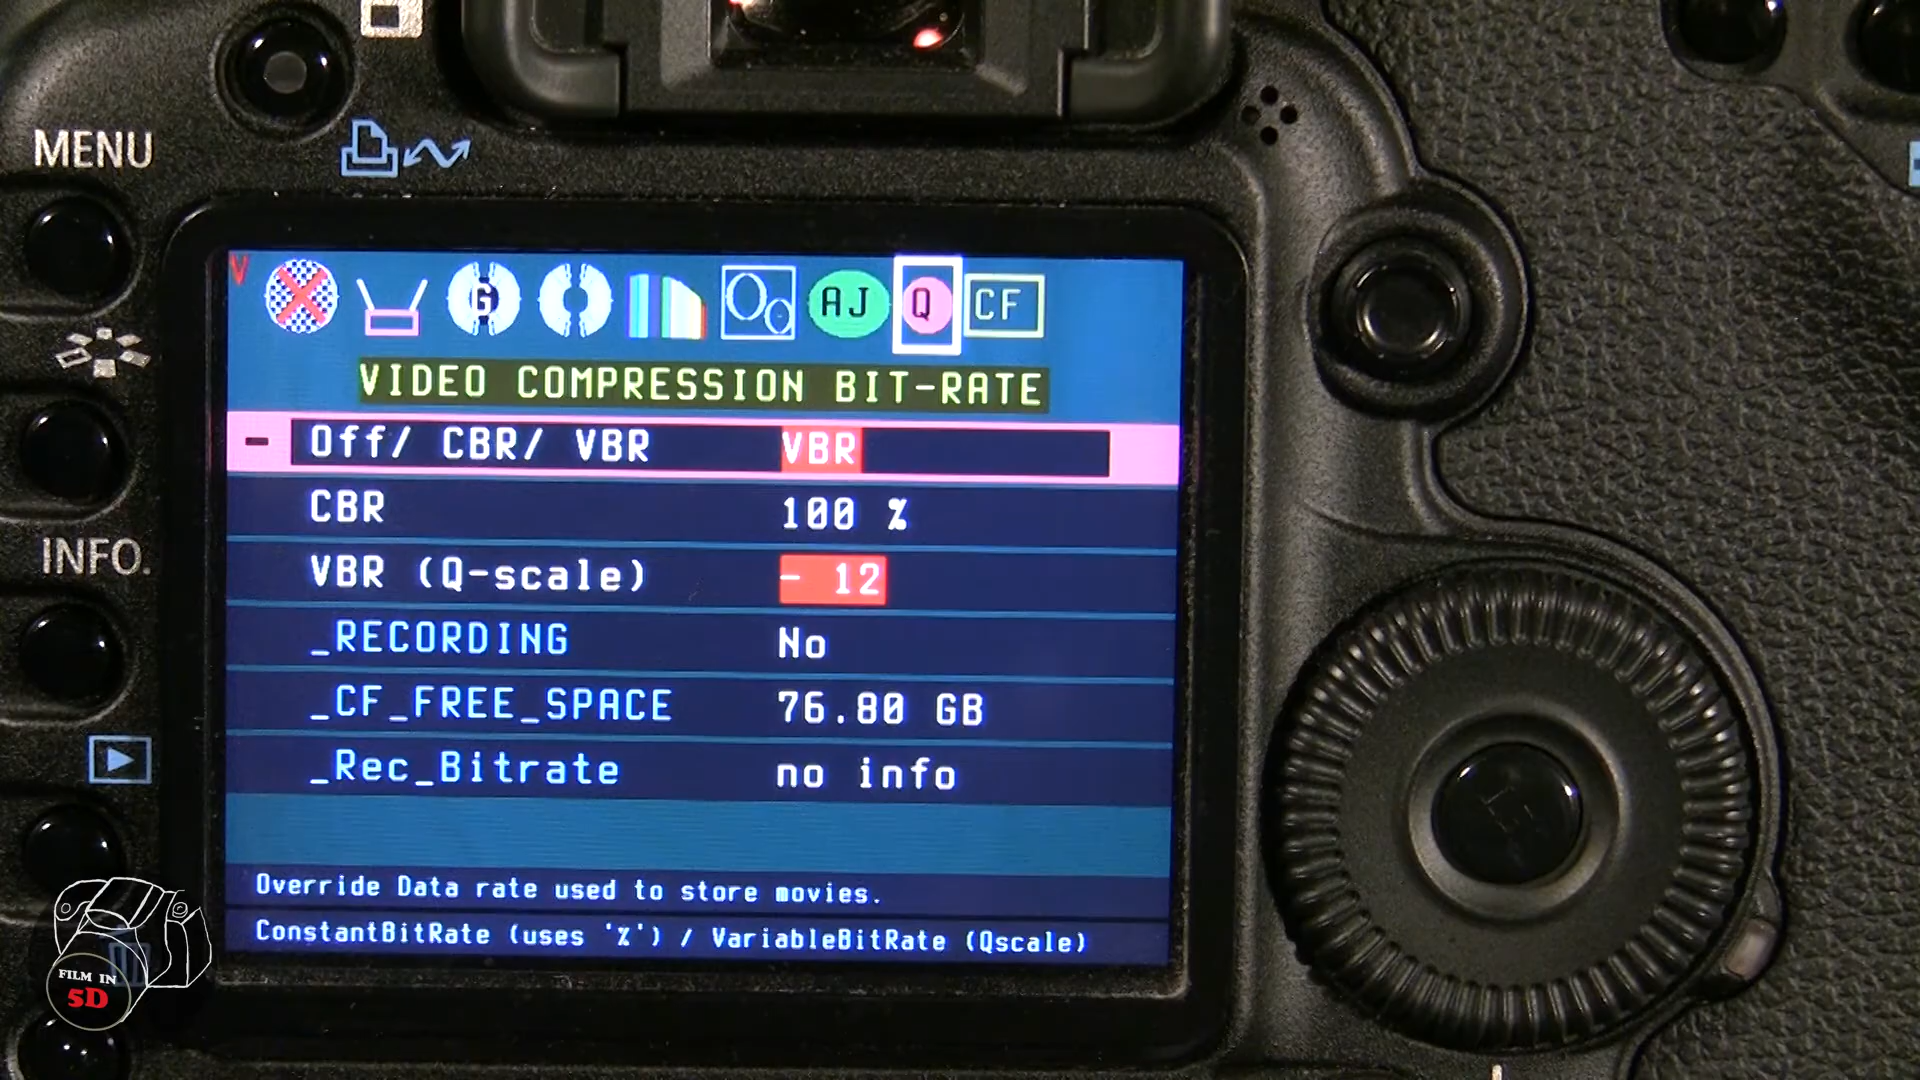 MENU
V
G
AJ
Q
CF
VIDEO COMPRESSION BIT-RATE
- Off/ CBR/ VBR VBR
CBR 100 %
VBR (Q-scale) - 12
_RECORDING No
_CF_FREE_SPACE 76.80 GB
_Rec_Bitrate no info
Override Data rate used to store movies.
ConstantBitRate (uses '%') / VariableBitRate (Qscale)
INFO.
FILM IN
5D